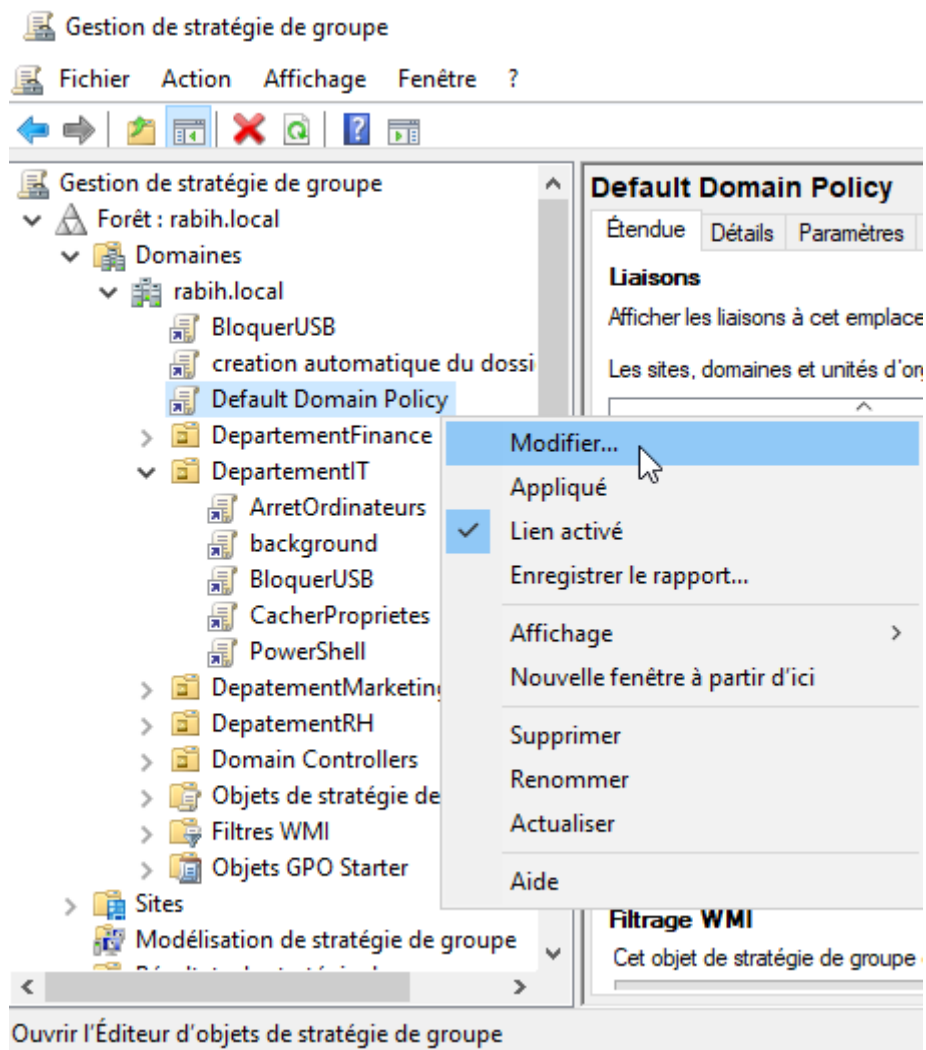 Gestion de stratégie de groupe
Fichier Action Affichage Fenêtre ?
Gestion de stratégie de groupe
Forêt : rabih.local
Domaines
rabih.local
BloquerUSB
creation automatique du dossi
Default Domain Policy
DepartementFinance
DepartementIT
ArretOrdinateurs
background
BloquerUSB
CacherProprietes
PowerShell
DepatementMarketing
DepatementRH
Domain Controllers
Objets de stratégie de
Filtres WMI
Objets GPO Starter
Sites
Modélisation de stratégie de groupe
Default Domain Policy
Étendue Détails Paramètres
Liaisons
Afficher les liaisons à cet emplace
Les sites, domaines et unités d'or
Modifier...
Appliqué
Lien activé
Enregistrer le rapport...
Affichage
Nouvelle fenêtre à partir d'ici
Supprimer
Renommer
Actualiser
Aide
Filtrage WMI
Cet objet de stratégie de groupe
Ouvrir l'Éditeur d'objets de stratégie de groupe